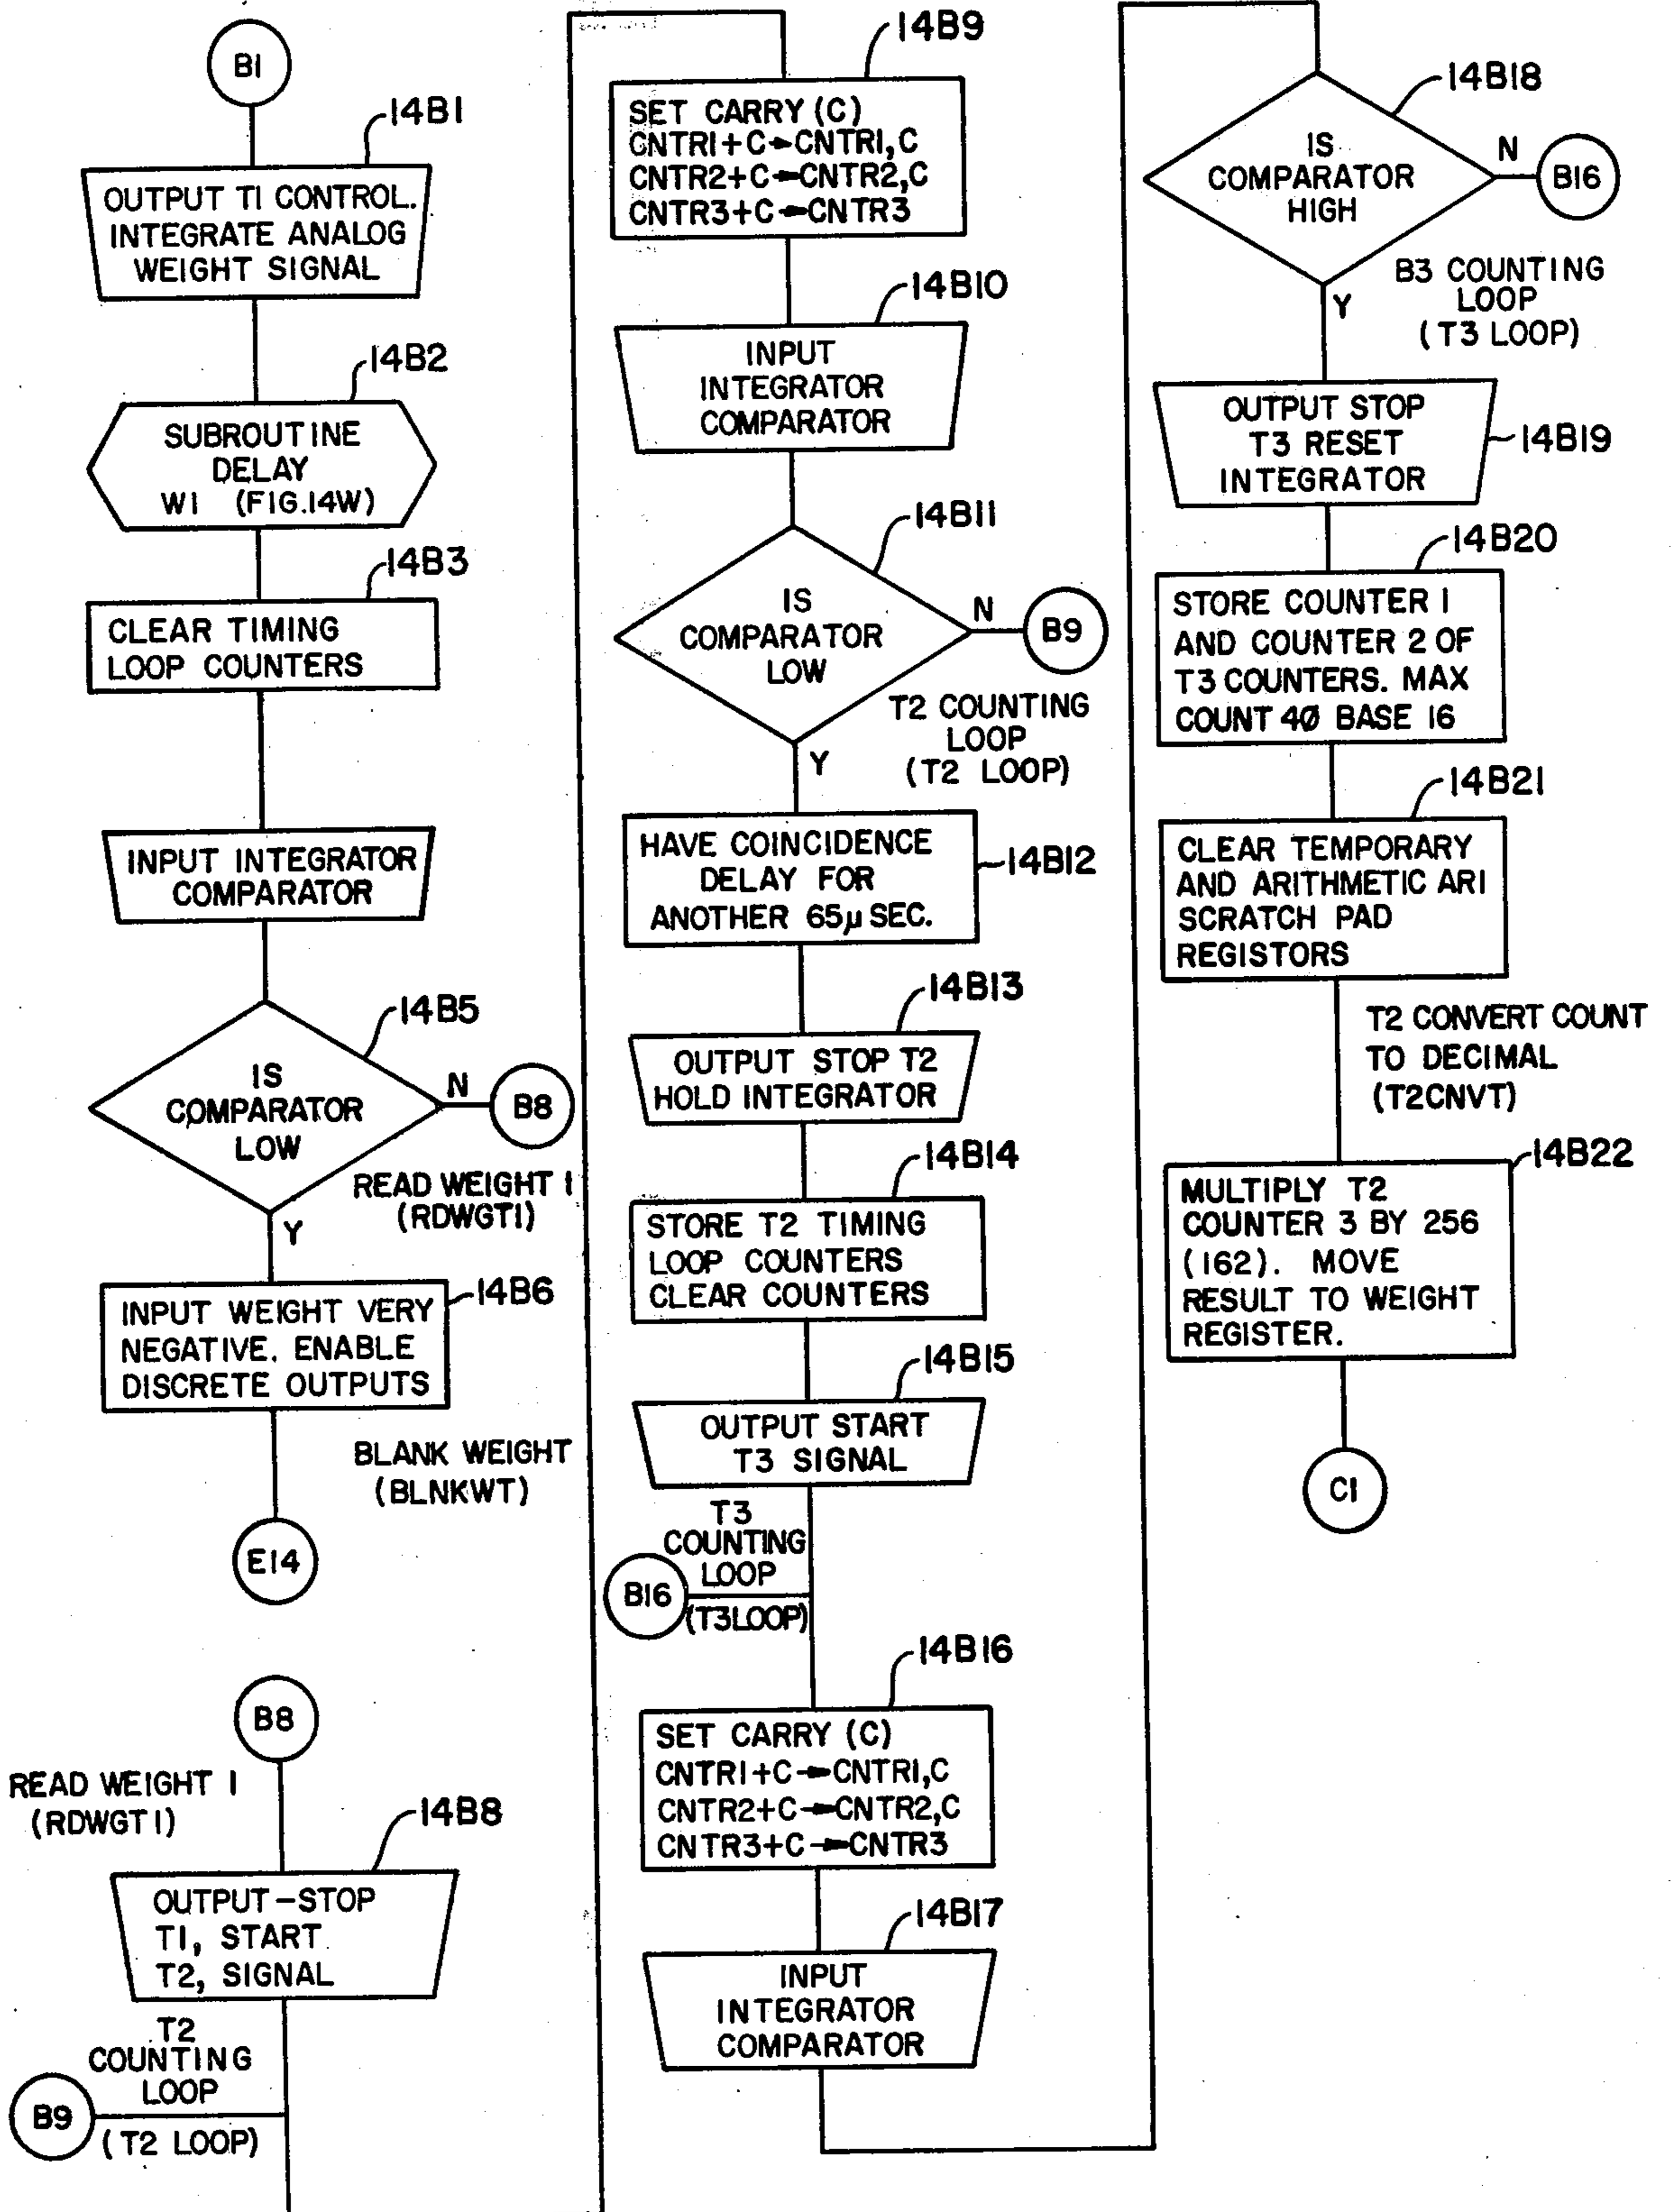 B1
14B1
OUTPUT T1 CONTROL.
INTEGRATE ANALOG
WEIGHT SIGNAL
14B2
SUBROUTINE
DELAY
W1 (FIG.14W)
14B3
CLEAR TIMING
LOOP COUNTERS
INPUT INTEGRATOR
COMPARATOR
14B5
IS
COMPARATOR
LOW
N
B8
READ WEIGHT 1
(RDWGT1)
Y
14B6
INPUT WEIGHT VERY
NEGATIVE. ENABLE
DISCRETE OUTPUTS
BLANK WEIGHT
(BLNKWT)
E14
B8
READ WEIGHT 1
(RDWGT1)
14B8
OUTPUT-STOP
T1, START
T2, SIGNAL
T2
COUNTING
LOOP
B9
(T2 LOOP)
14B9
SET CARRY (C)
CNTR1+C→CNTR1,C
CNTR2+C→CNTR2,C
CNTR3+C→CNTR3
14B10
INPUT
INTEGRATOR
COMPARATOR
14B11
IS
COMPARATOR
LOW
N
B9
T2 COUNTING
LOOP
(T2 LOOP)
Y
HAVE COINCIDENCE
DELAY FOR
ANOTHER 65µ SEC.
14B12
14B13
OUTPUT STOP T2
HOLD INTEGRATOR
14B14
STORE T2 TIMING
LOOP COUNTERS
CLEAR COUNTERS
14B15
OUTPUT START
T3 SIGNAL
T3
COUNTING
LOOP
B16
(T3LOOP)
14B16
SET CARRY (C)
CNTR1+C→CNTR1,C
CNTR2+C→CNTR2,C
CNTR3+C→CNTR3
14B17
INPUT
INTEGRATOR
COMPARATOR
14B18
IS
COMPARATOR
HIGH
N
B16
B3 COUNTING
LOOP
(T3 LOOP)
Y
OUTPUT STOP
T3 RESET
INTEGRATOR
14B19
14B20
STORE COUNTER 1
AND COUNTER 2 OF
T3 COUNTERS. MAX
COUNT 4Ø BASE 16
14B21
CLEAR TEMPORARY
AND ARITHMETIC AR1
SCRATCH PAD
REGISTORS
T2 CONVERT COUNT
TO DECIMAL
(T2CNVT)
14B22
MULTIPLY T2
COUNTER 3 BY 256
(162). MOVE
RESULT TO WEIGHT
REGISTER.
C1